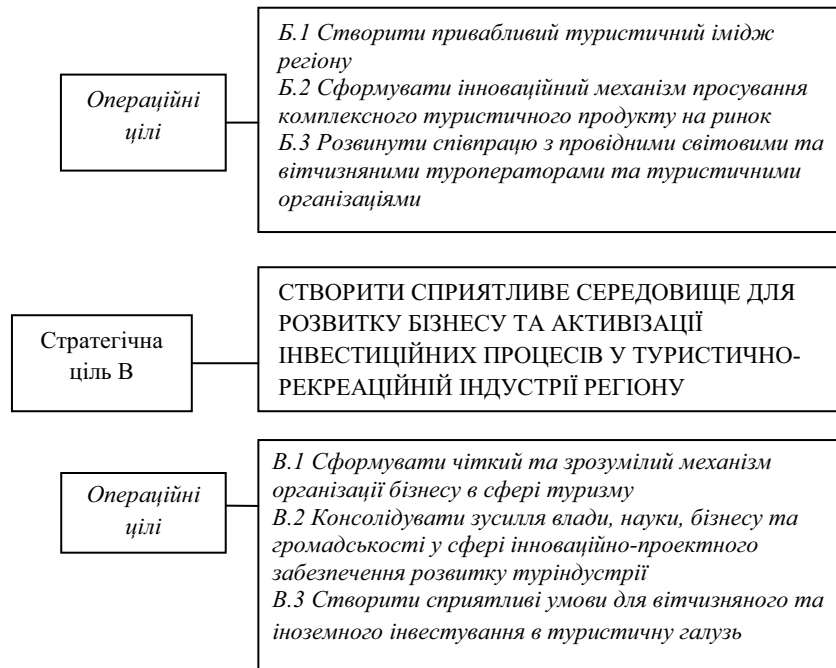 Операційні
цілі
Б.1 Створити привабливий туристичний імідж
регіону
Б.2 Сформувати інноваційний механізм просування
комплексного туристичного продукту на ринок
Б.3 Розвинути співпрацю з провідними світовими та
вітчизняними туроператорами та туристичними
організаціями
Стратегічна
ціль В
СТВОРИТИ СПРИЯТЛИВЕ СЕРЕДОВИЩЕ ДЛЯ
РОЗВИТКУ БІЗНЕСУ ТА АКТИВІЗАЦІЇ
ІНВЕСТИЦІЙНИХ ПРОЦЕСІВ У ТУРИСТИЧНО-
РЕКРЕАЦІЙНІЙ ІНДУСТРІЇ РЕГІОНУ
Операційні
цілі
В.1 Сформувати чіткий та зрозумілий механізм
організації бізнесу в сфері туризму
В.2 Консолідувати зусилля влади, науки, бізнесу та
громадськості у сфері інноваційно-проектного
забезпечення розвитку туріндустрії
В.3 Створити сприятливі умови для вітчизняного та
іноземного інвестування в туристичну галузь